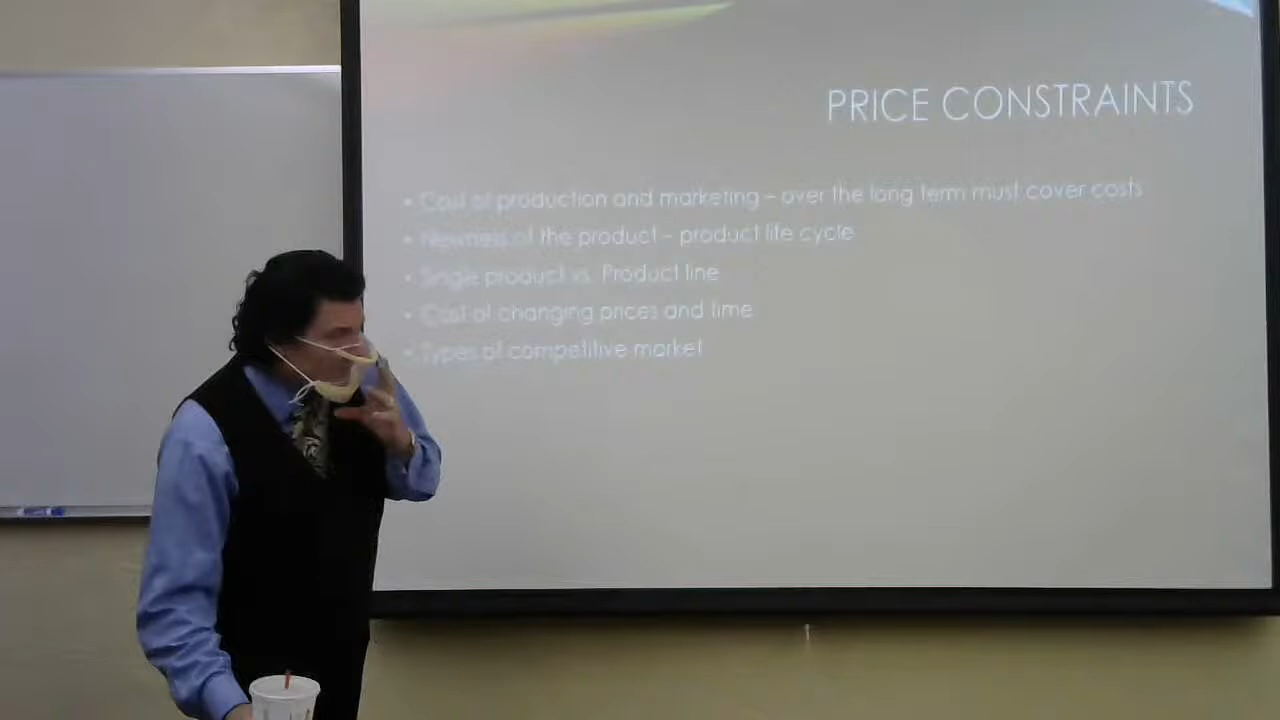 PRICE CONSTRAINTS
• Cost of production and marketing – over the long term must cover costs
• Newness of the product – product life cycle
• Single product vs. Product line
• Cost of changing prices and time
• Types of competitive market